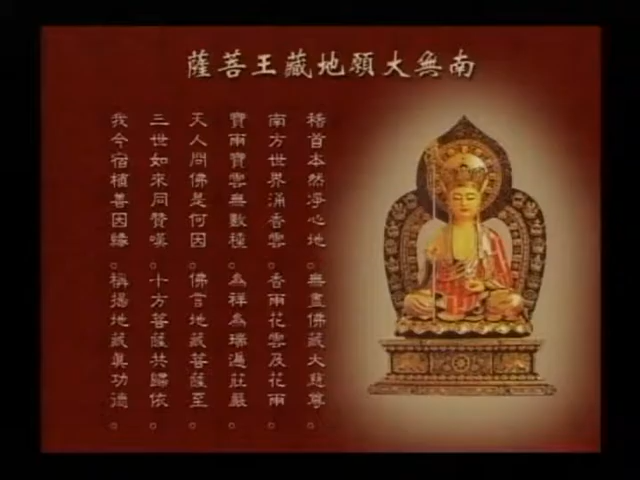 南無大願地藏王菩薩
稽首本然淨心地。無盡佛藏大慈尊。
南方世界涌香雲。香雨花雲及花雨。
寶雨寶雲無數種。為祥為瑞遍莊嚴。
天人問佛是何因。佛言地藏菩薩至。
三世如來同贊嘆。十方菩薩共歸依。
我今宿植善因緣。稱揚地藏真功德。